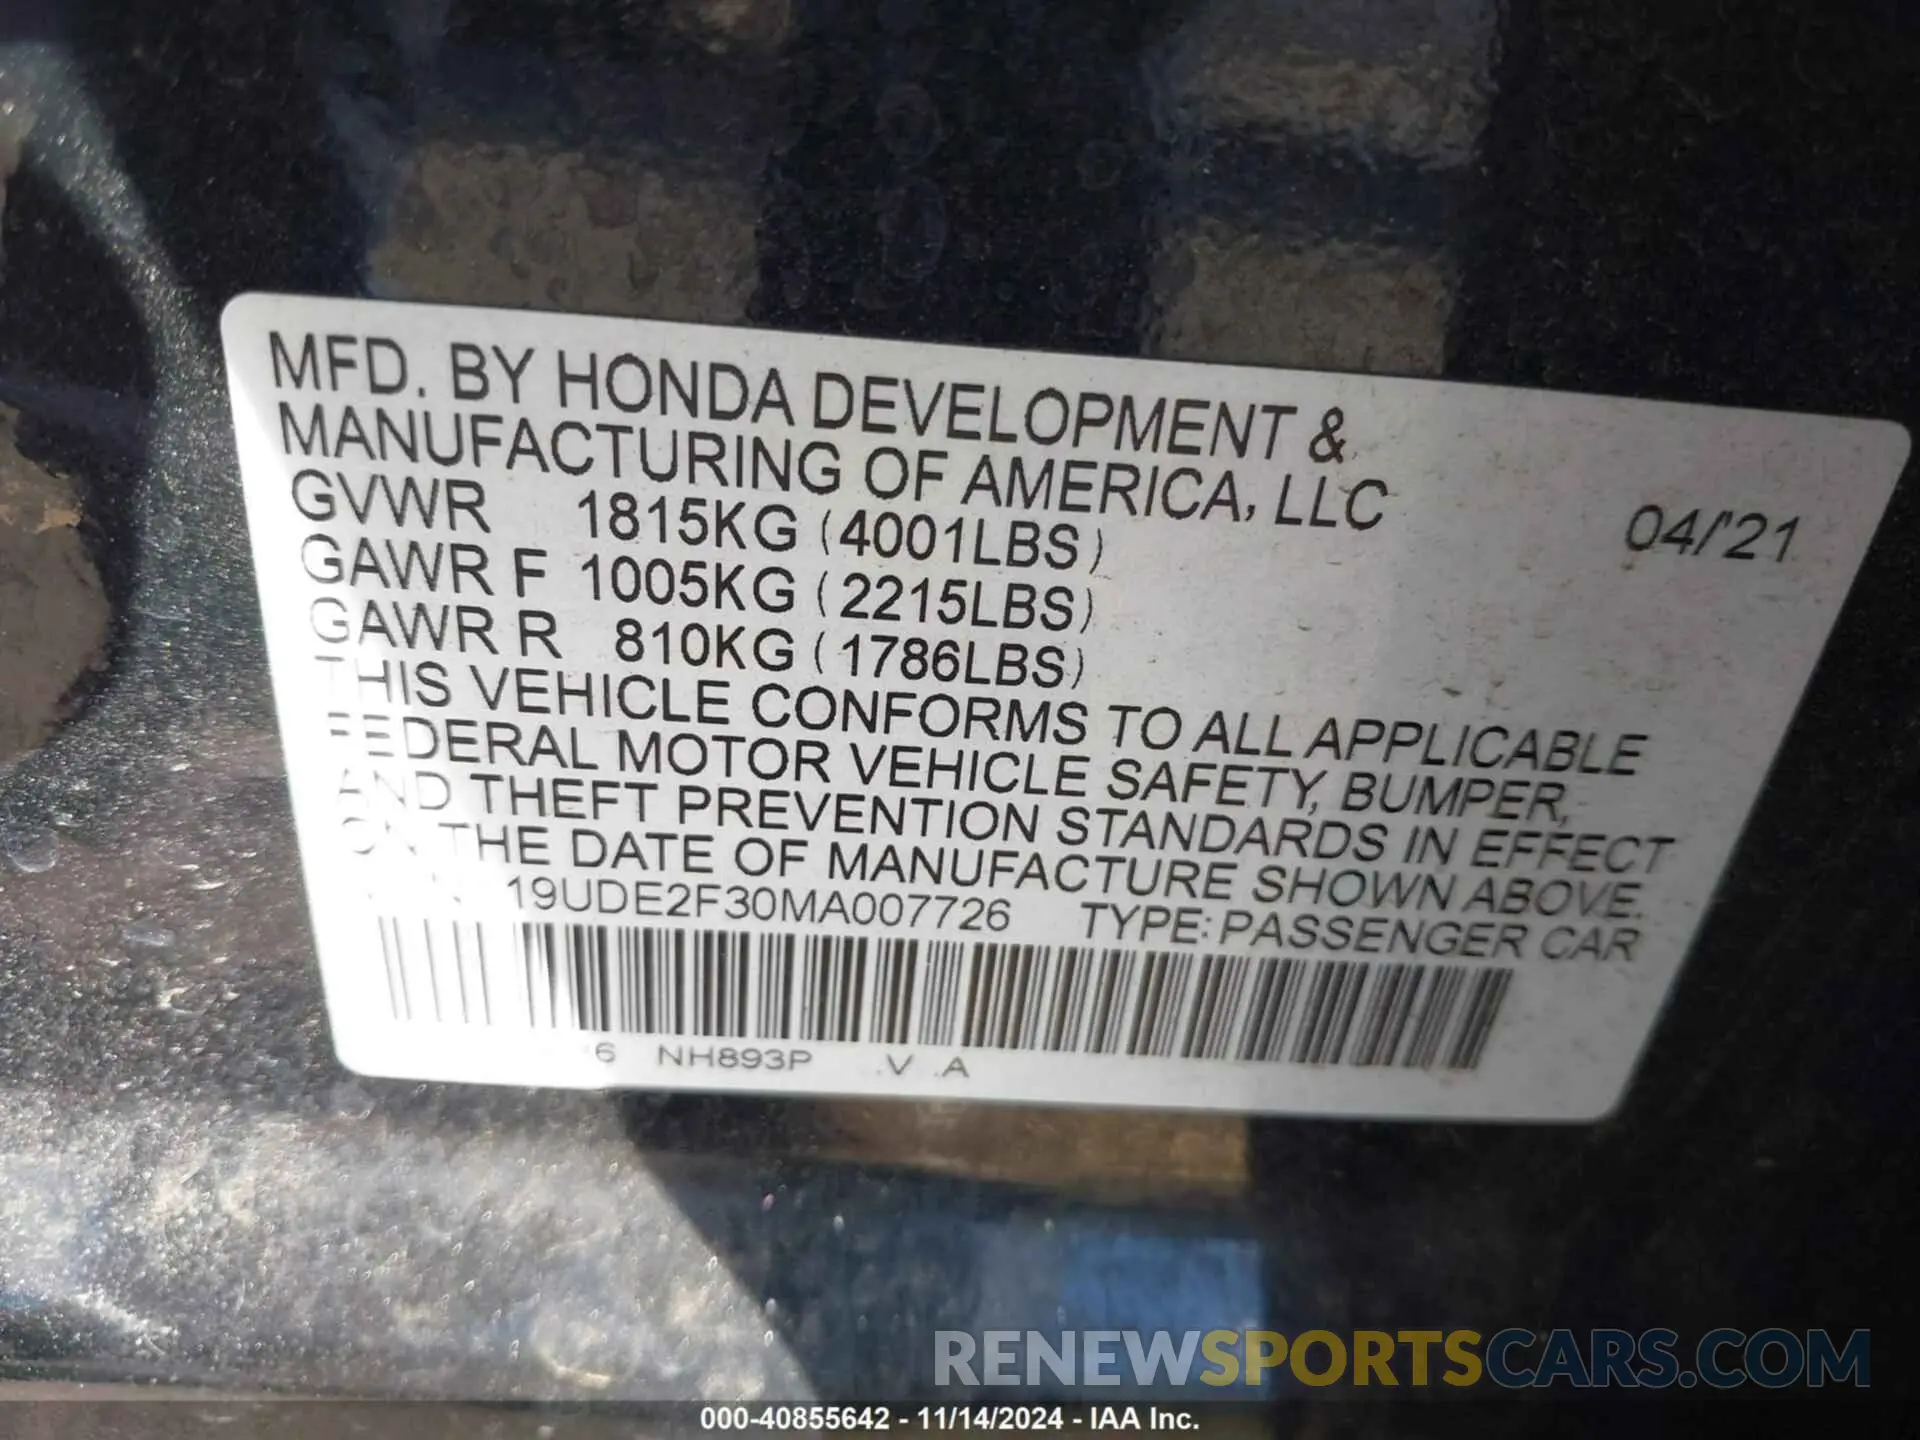 MFD. BY HONDA DEVELOPMENT &
MANUFACTURING OF AMERICA, LLC
04/'21
GVWR 1815KG (4001LBS)
GAWR F 1005KG (2215LBS)
GAWR R 810KG (1786LBS)
THIS VEHICLE CONFORMS TO ALL APPLICABLE
FEDERAL MOTOR VEHICLE SAFETY, BUMPER,
AND THEFT PREVENTION STANDARDS IN EFFECT
ON THE DATE OF MANUFACTURE SHOWN ABOVE.
19UDE2F30MA007726 TYPE: PASSENGER CAR
NH893P .V .A
RENEWSPORTSCARS.COM
000-40855642 - 11/14/2024 - IAA Inc.